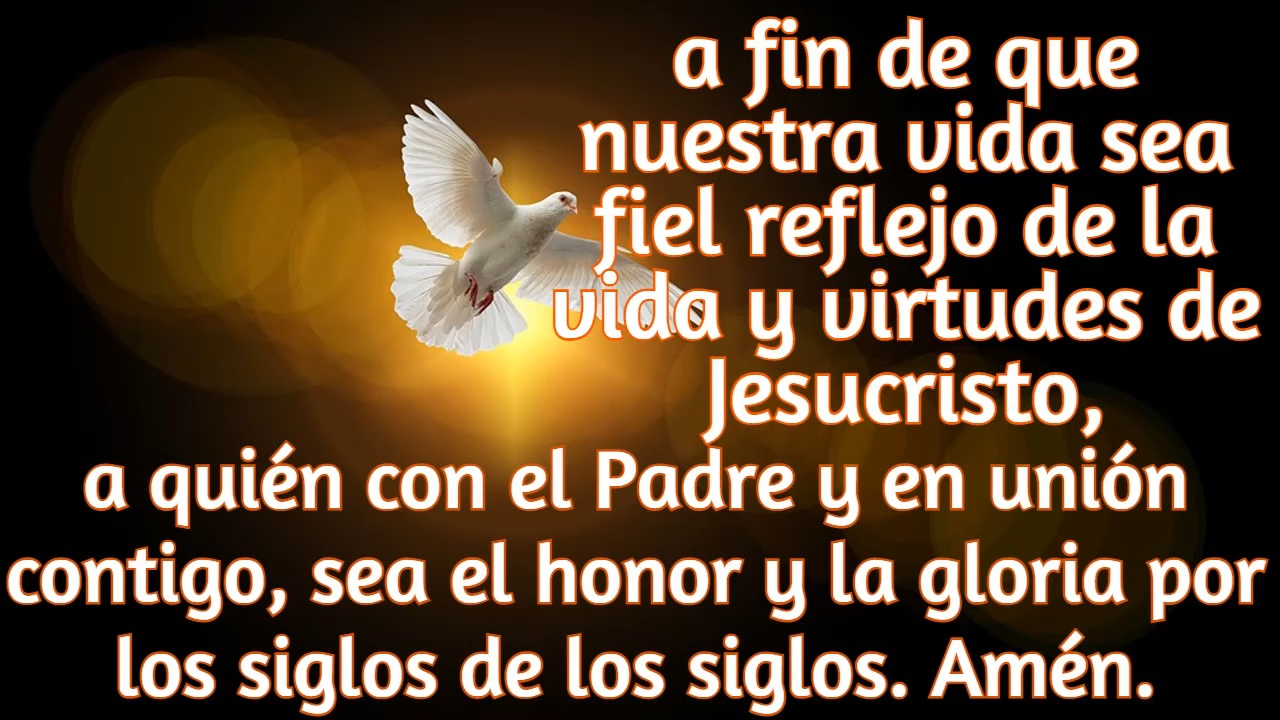 a fin de que
nuestra vida sea
fiel reflejo de la
vida y virtudes de
Jesucristo,
a quién con el Padre y en unión
contigo, sea el honor y la gloria por
los siglos de los siglos. Amén.